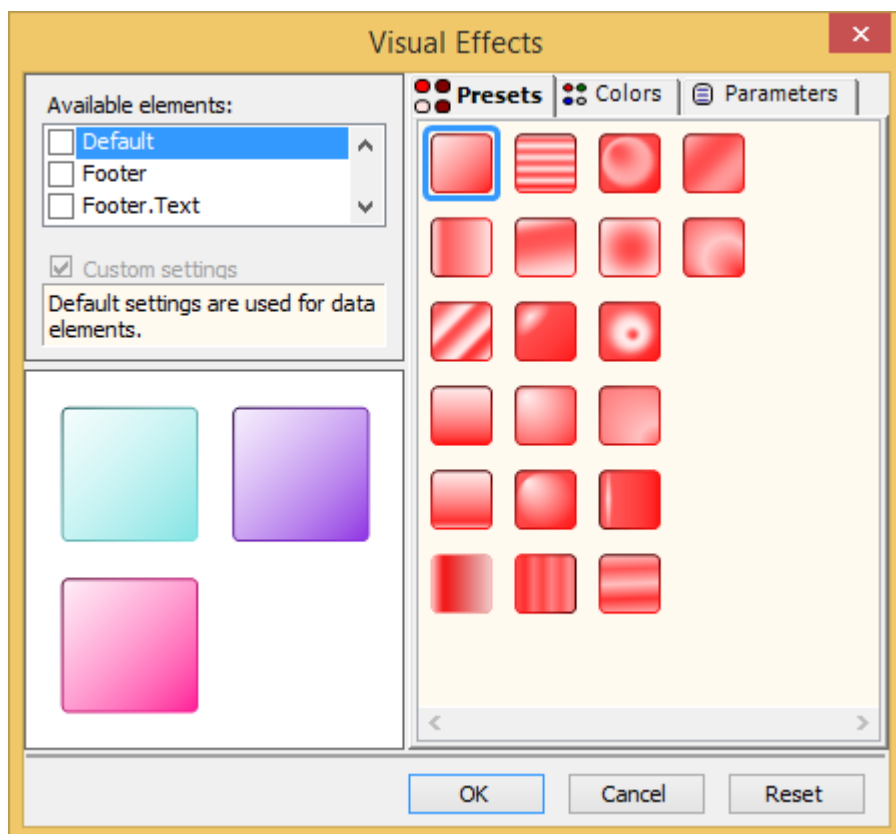 Visual Effects
Available elements:
Default
Footer
Footer.Text
Custom settings
Default settings are used for data
elements.
Presets
Colors
Parameters
OK
Cancel
Reset